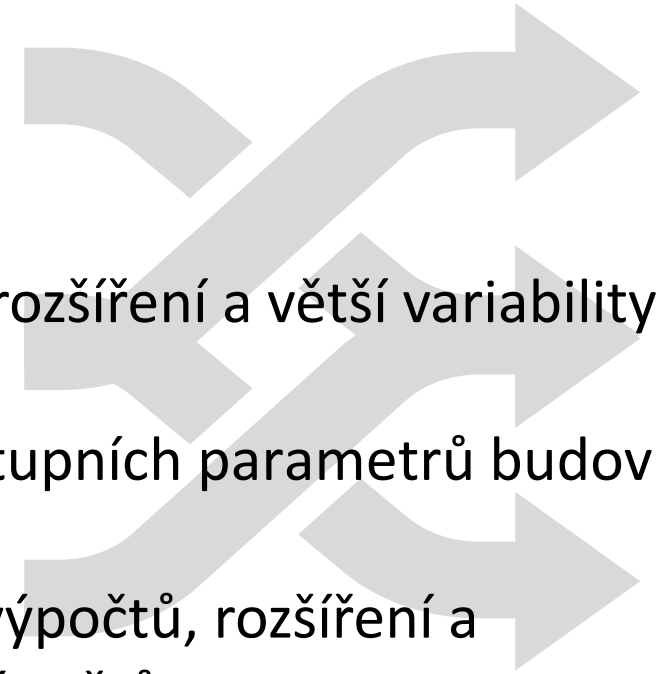 rozšíření a větší variability
tupních parametrů budov
výpočtů, rozšíření a